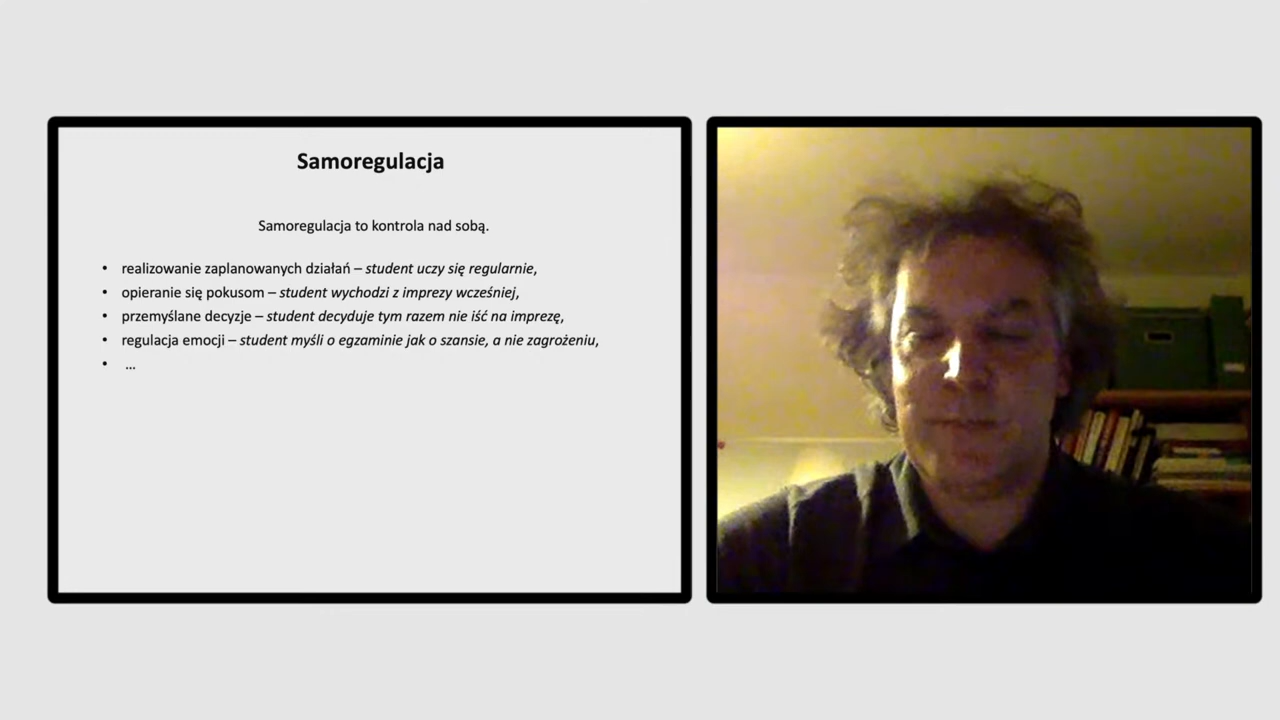 Samoregulacja
Samoregulacja to kontrola nad sobą.
• realizowanie zaplanowanych działań – student uczy się regularnie,
• opieranie się pokusom – student wychodzi z imprezy wcześniej,
• przemyślane decyzje – student decyduje tym razem nie iść na imprezę,
• regulacja emocji – student myśli o egzaminie jak o szansie, a nie zagrożeniu,
• ...